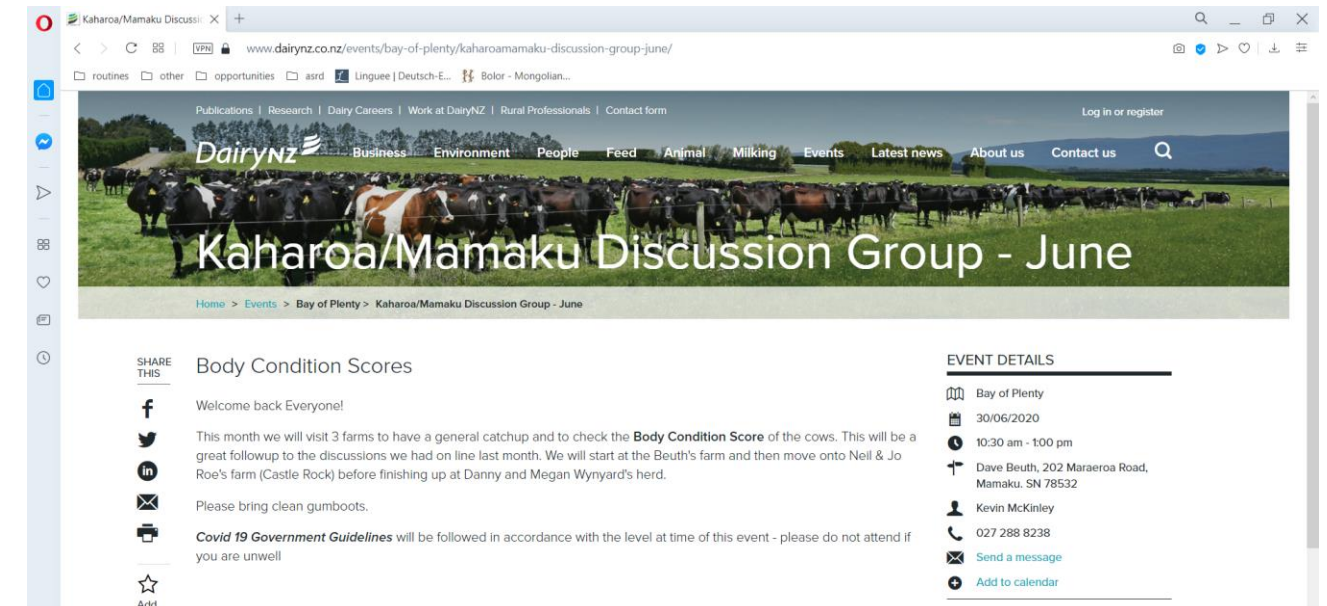 Kaharoa/Mamaku Discussic
www.dairynz.co.nz/events/bay-of-plenty/kaharoamamaku-discussion-group-june/
VPN
routines other opportunities asrd Linguee | Deutsch-E... Bolor - Mongolian...
Publications | Research | Dairy Careers | Work at DairyNZ | Rural Professionals | Contact form
Log in or register
DairyNZ
Business Environment People Feed Animal Milking Events Latest news About us Contact us
Kaharoa/Mamaku Discussion Group - June
Home > Events > Bay of Plenty > Kaharoa/Mamaku Discussion Group - June
SHARE
THIS
Add
Body Condition Scores
Welcome back Everyone!
This month we will visit 3 farms to have a general catchup and to check the Body Condition Score of the cows. This will be a
great followup to the discussions we had on line last month. We will start at the Beuth's farm and then move onto Neil & Jo
Roe's farm (Castle Rock) before finishing up at Danny and Megan Wynyard's herd.
Please bring clean gumboots.
Covid 19 Government Guidelines will be followed in accordance with the level at time of this event - please do not attend if
you are unwell
EVENT DETAILS
Bay of Plenty
30/06/2020
10:30 am - 1:00 pm
Dave Beuth, 202 Maraeroa Road,
Mamaku. SN 78532
Kevin McKinley
027 288 8238
Send a message
Add to calendar